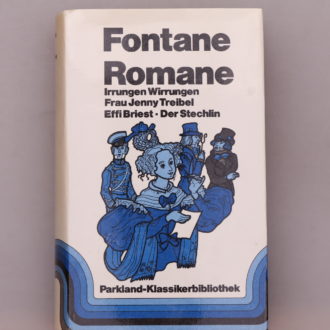 Fontane
Romane
Irrungen Wirrungen
Frau Jenny Treibel
Effi Briest • Der Stechlin
Parkland-Klassikerbibliothek